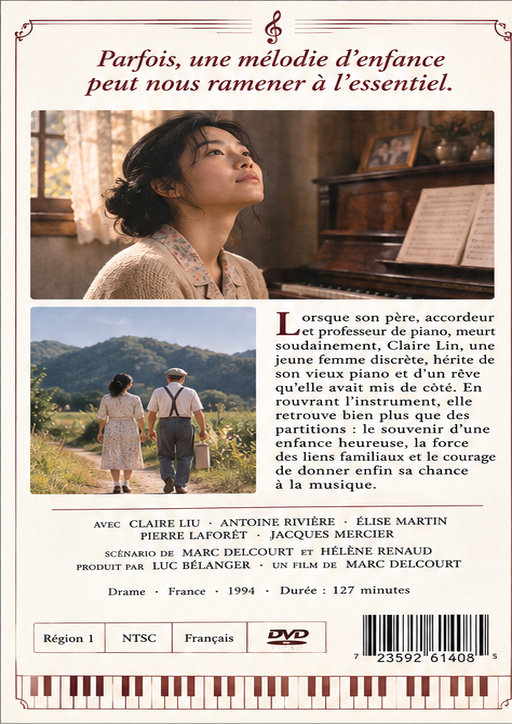 Parfois, une mélodie d’enfance
peut nous ramener à l’essentiel.
Lorsque son père, accordeur
et professeur de piano, meurt
soudainement, Claire Lin, une
jeune femme discrète, hérite de
son vieux piano et d’un rêve
qu’elle avait mis de côté. En
rouvrant l’instrument, elle
retrouve bien plus que des
partitions : le souvenir d’une
enfance heureuse, la force
des liens familiaux et le courage
de donner enfin sa chance
à la musique.
AVEC CLAIRE LIU · ANTOINE RIVIÈRE · ÉLISE MARTIN
PIERRE LAFORÊT · JACQUES MERCIER
SCÉNARIO DE MARC DELCOURT ET HÉLÈNE RENAUD
PRODUIT PAR LUC BÉLANGER · UN FILM DE MARC DELCOURT
Drame · France · 1994 · Durée : 127 minutes
Région 1 NTSC Français DVD
7 23592 61408 5